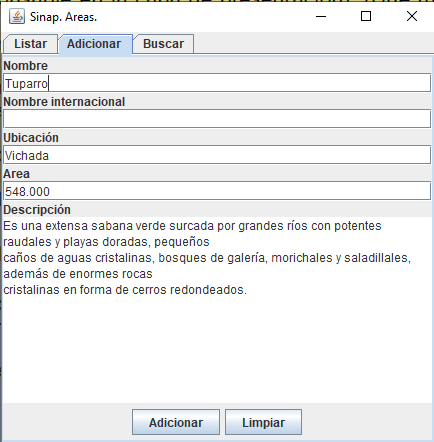 Sinap. Areas.
Listar Adicionar Buscar
Nombre
Tuparro
Nombre internacional
Ubicación
Vichada
Area
548.000
Descripción
Es una extensa sabana verde surcada por grandes ríos con potentes
raudales y playas doradas, pequeños
caños de aguas cristalinas, bosques de galería, morichales y saladillales,
además de enormes rocas
cristalinas en forma de cerros redondeados.
Adicionar Limpiar